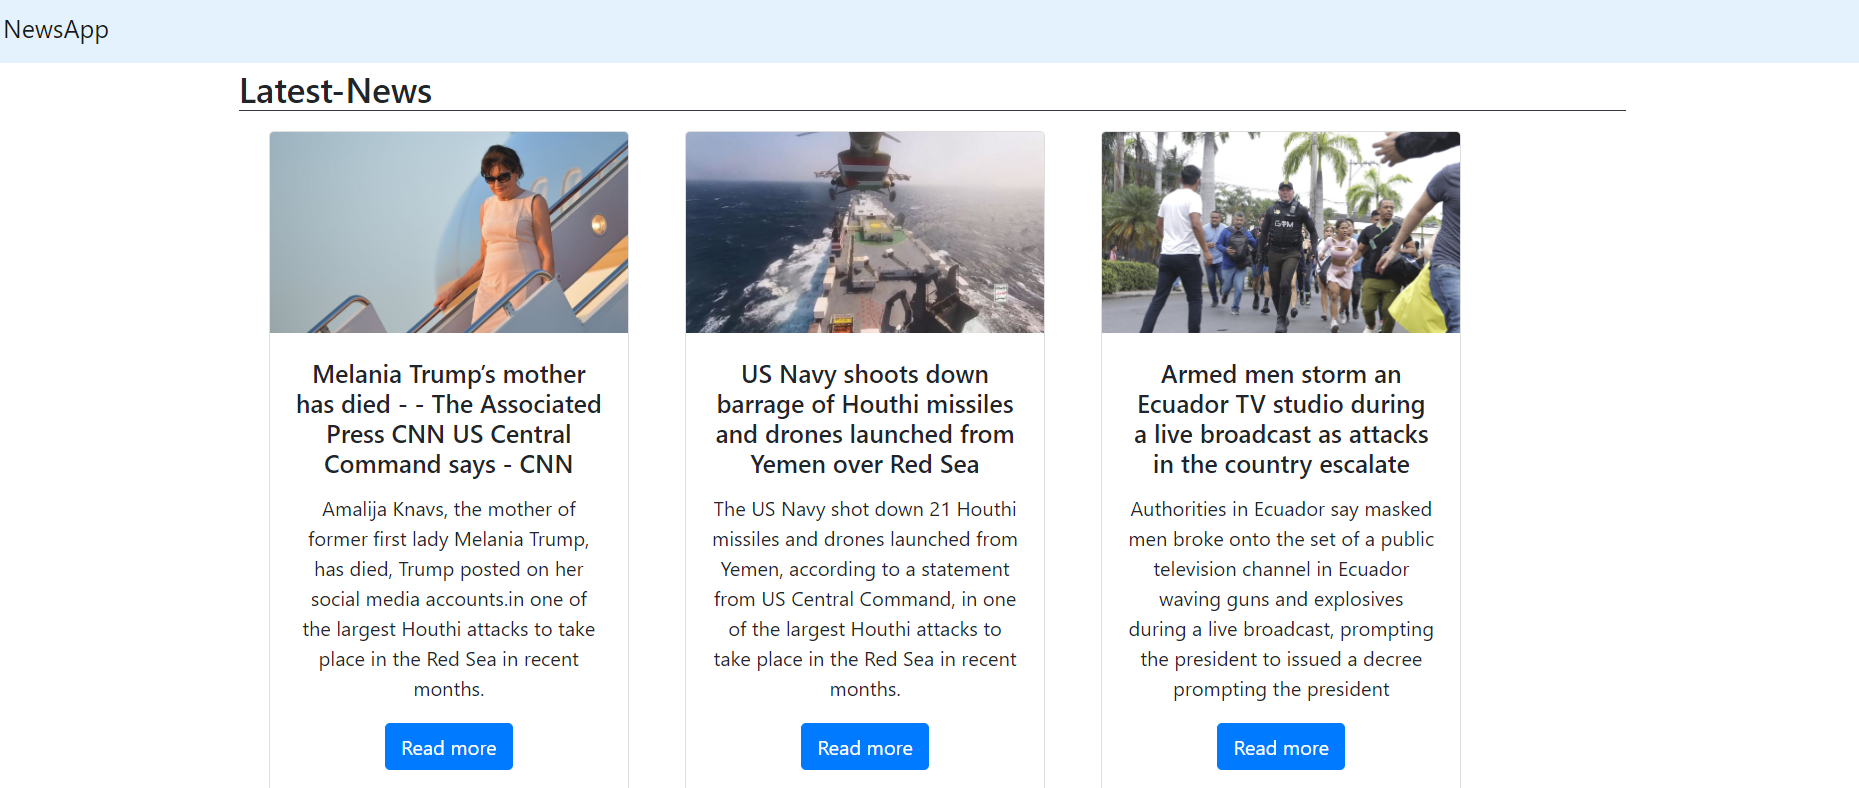 NewsApp
Latest-News
Melania Trump’s mother
has died - - The Associated
Press CNN US Central
Command says - CNN
Amalija Knavs, the mother of
former first lady Melania Trump,
has died, Trump posted on her
social media accounts.in one of
the largest Houthi attacks to take
place in the Red Sea in recent
months.
Read more
US Navy shoots down
barrage of Houthi missiles
and drones launched from
Yemen over Red Sea
The US Navy shot down 21 Houthi
missiles and drones launched from
Yemen, according to a statement
from US Central Command, in one
of the largest Houthi attacks to
take place in the Red Sea in recent
months.
Read more
Armed men storm an
Ecuador TV studio during
a live broadcast as attacks
in the country escalate
Authorities in Ecuador say masked
men broke onto the set of a public
television channel in Ecuador
waving guns and explosives
during a live broadcast, prompting
the president to issued a decree
prompting the president
Read more